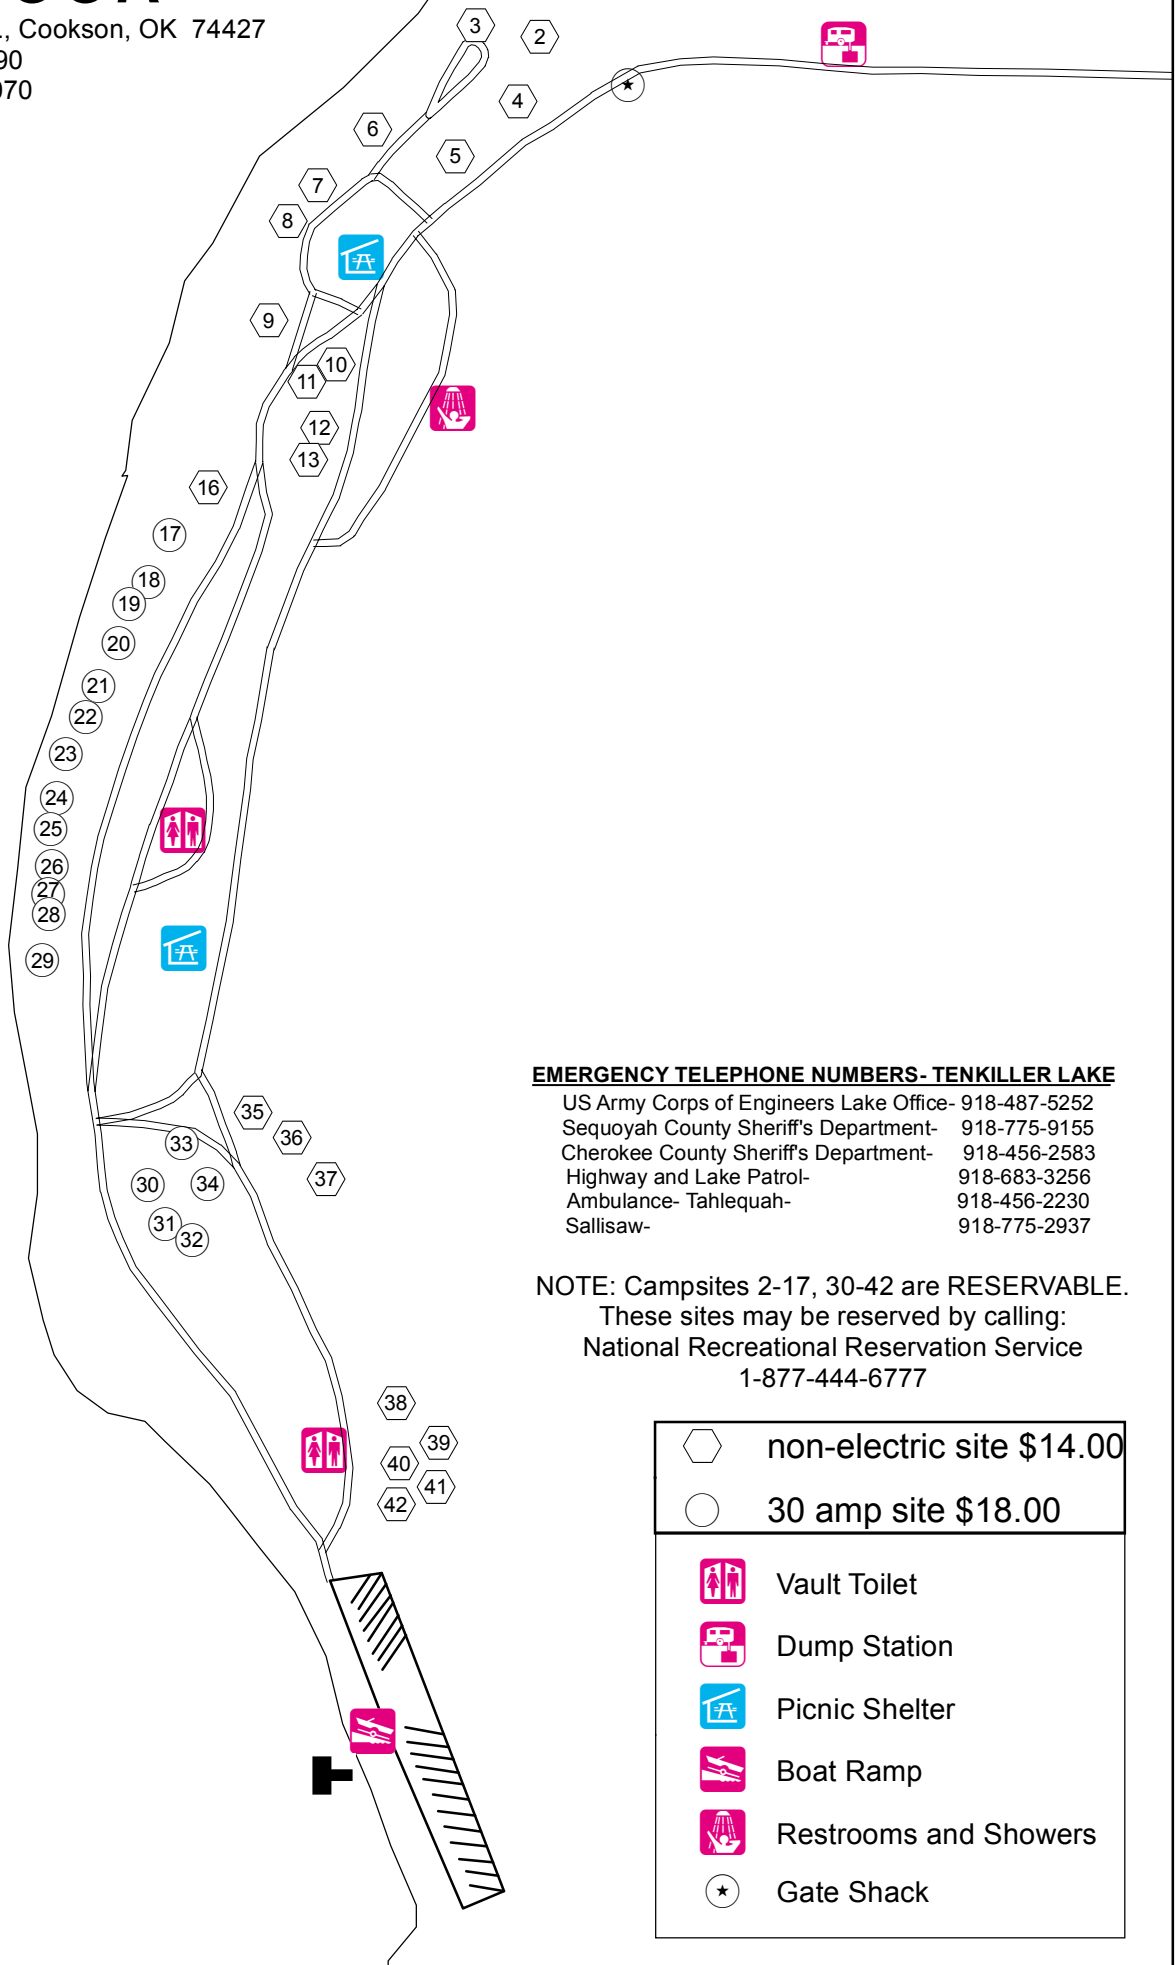 , Cookson, OK 74427
90
070
3
2
4
6
5
7
8
9
10
11
12
13
16
17
18
19
20
21
22
23
24
25
26
27
28
29
35
36
33
37
30
34
31
32
38
39
40
41
42
EMERGENCY TELEPHONE NUMBERS- TENKILLER LAKE
US Army Corps of Engineers Lake Office- 918-487-5252
Sequoyah County Sheriff's Department- 918-775-9155
Cherokee County Sheriff's Department- 918-456-2583
Highway and Lake Patrol- 918-683-3256
Ambulance- Tahlequah- 918-456-2230
Sallisaw- 918-775-2937
NOTE: Campsites 2-17, 30-42 are RESERVABLE.
These sites may be reserved by calling:
National Recreational Reservation Service
1-877-444-6777
non-electric site $14.00
30 amp site $18.00
Vault Toilet
Dump Station
Picnic Shelter
Boat Ramp
Restrooms and Showers
Gate Shack